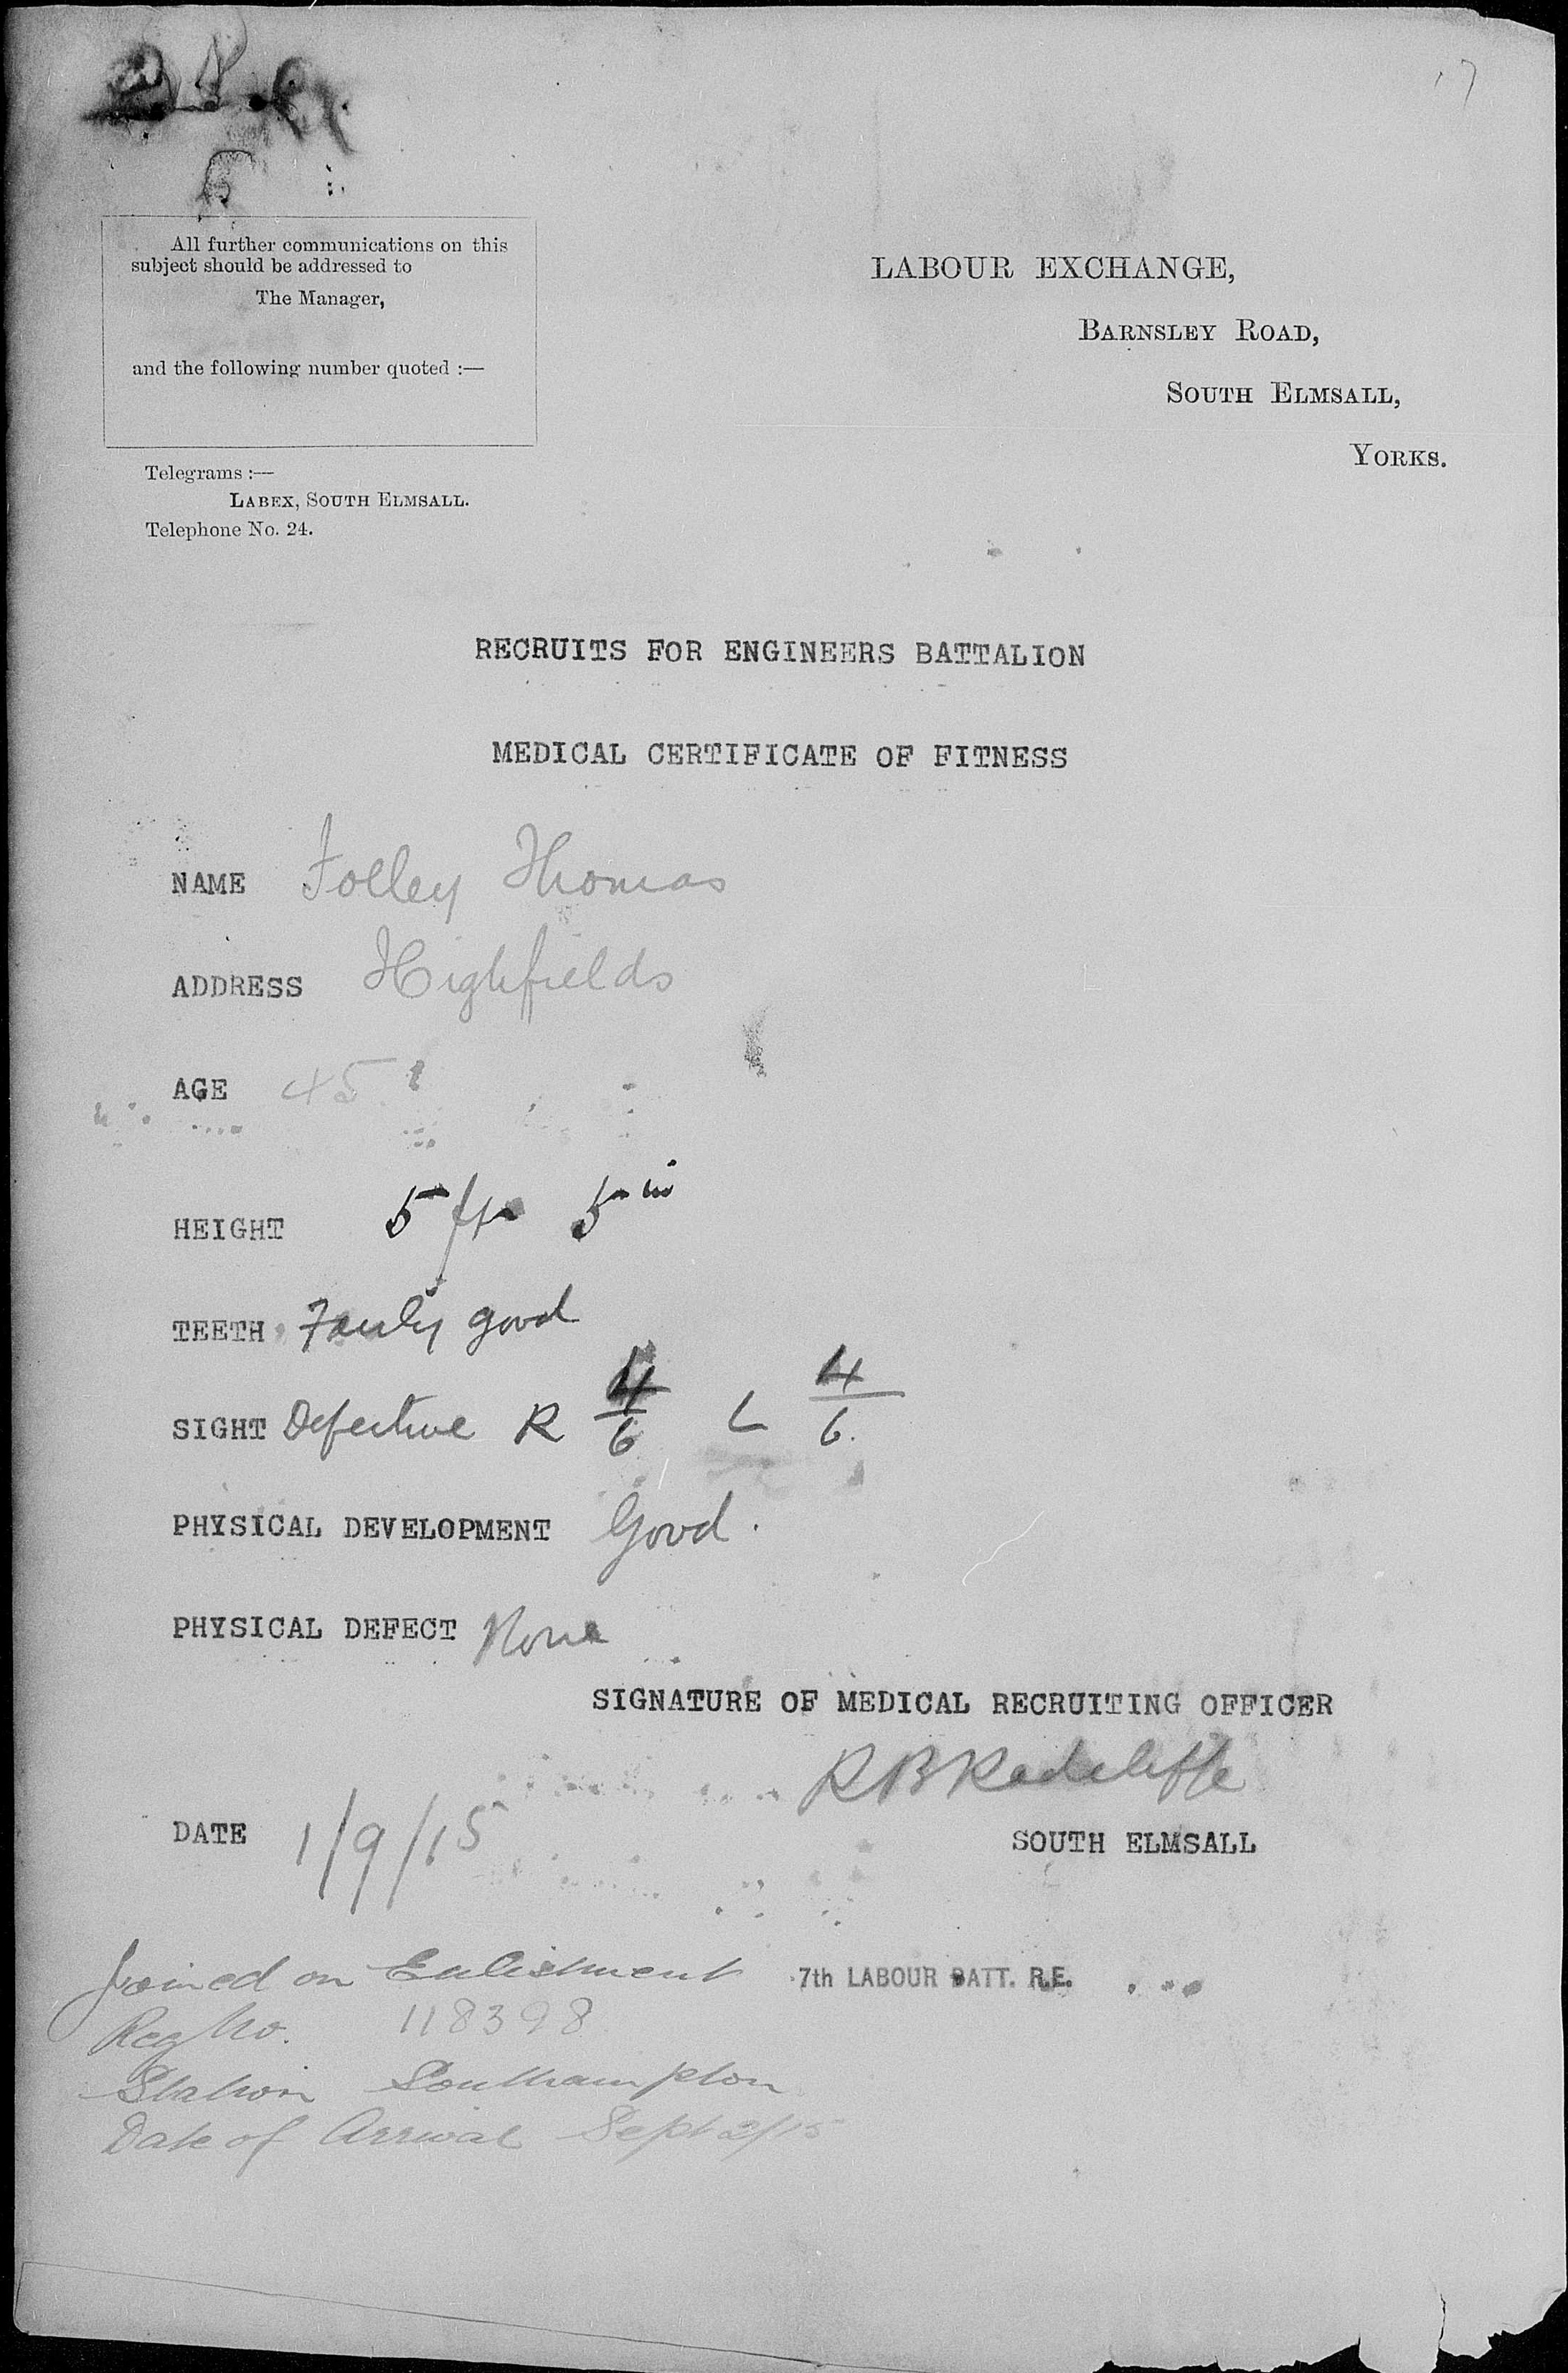 17
All further communications on this
subject should be addressed to
The Manager,
and the following number quoted :—
Telegrams :—
LABEX, SOUTH ELMSALL.
Telephone No. 24.
LABOUR EXCHANGE,
BARNSLEY ROAD,
SOUTH ELMSALL,
YORKS.
RECRUITS FOR ENGINEERS BATTALION
MEDICAL CERTIFICATE OF FITNESS
NAME Folley Thomas
ADDRESS Highfields
AGE 45
HEIGHT 5 ft 5 in
TEETH Fairly good
SIGHT Defective R 4/6 L 4/6.
PHYSICAL DEVELOPMENT Good.
PHYSICAL DEFECT None
SIGNATURE OF MEDICAL RECRUITING OFFICER
R B Radcliffe
DATE 1/9/15
SOUTH ELMSALL
Joined on Enlistment 7th LABOUR BATT. R.E.
Reg No. 118398
Station Southampton
Date of Arrival Sept 2/15